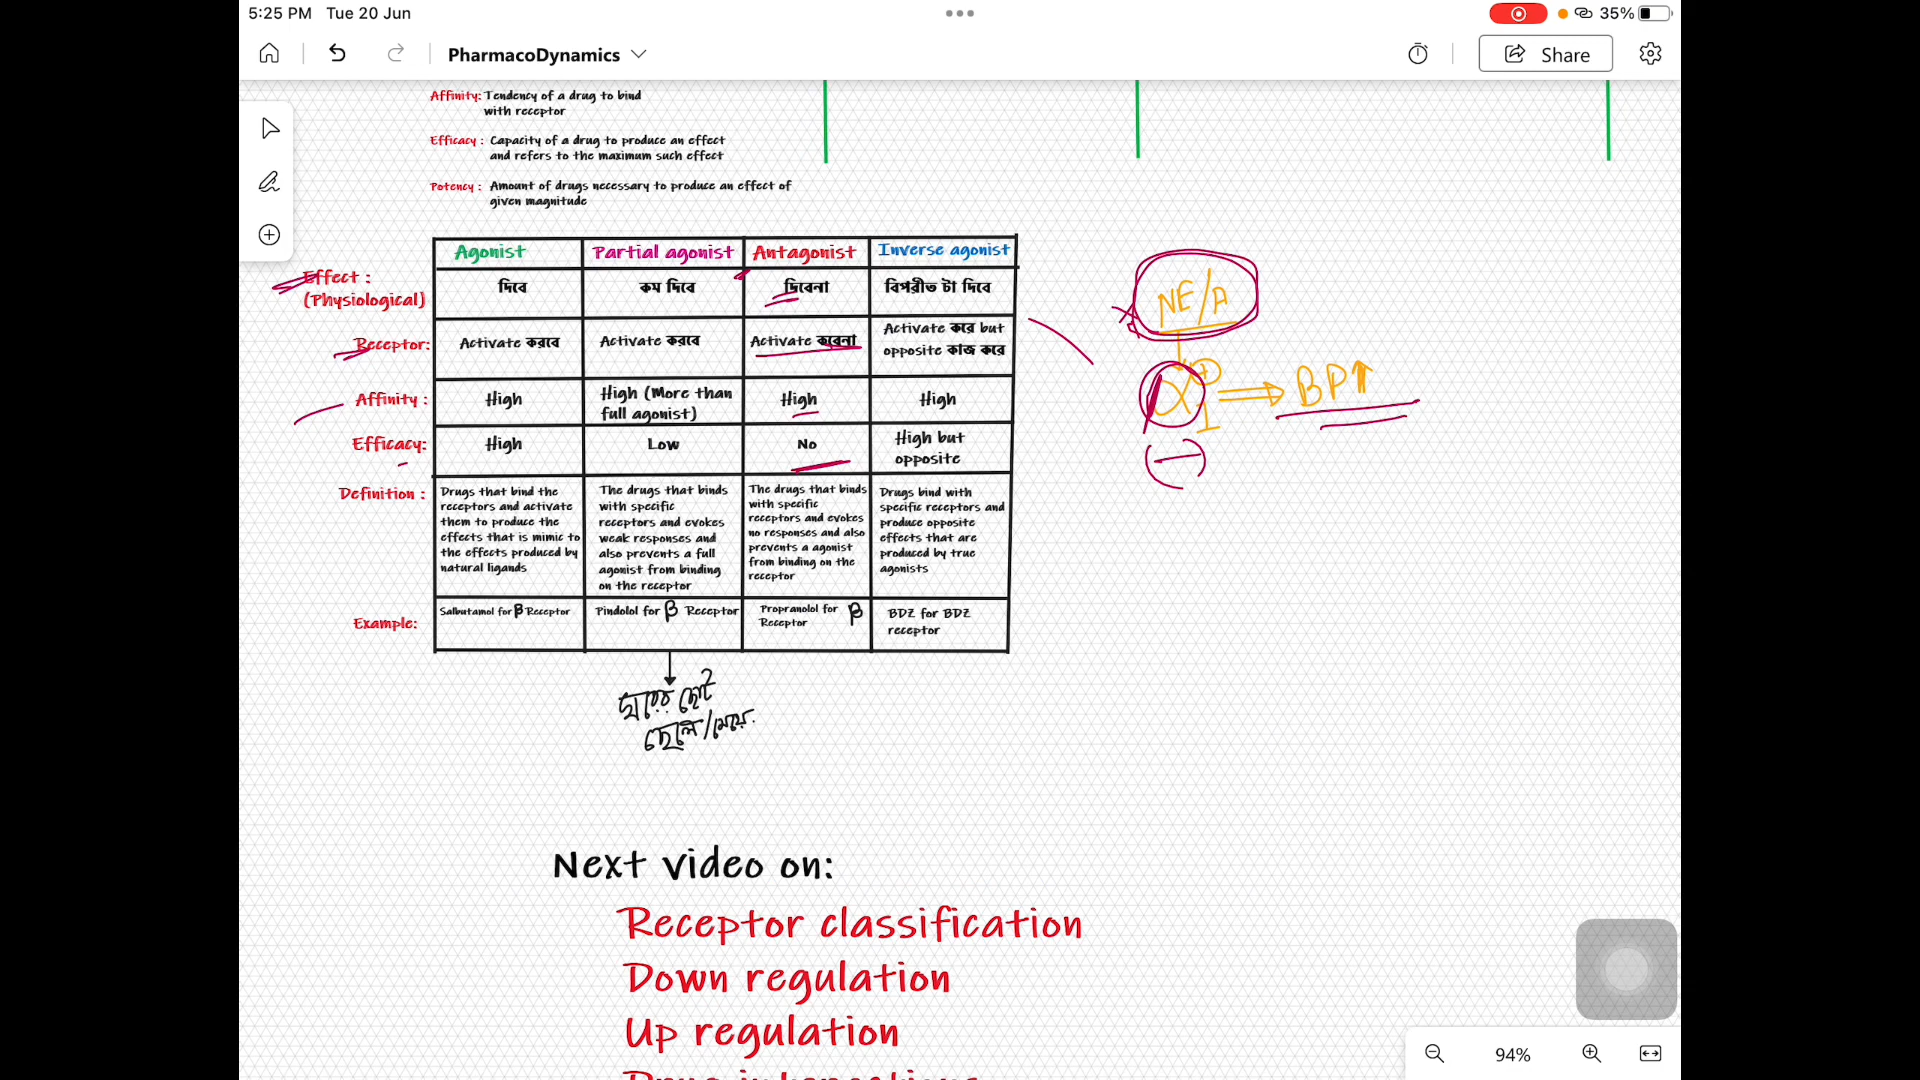 5:25 PM Tue 20 Jun
35%
PharmacoDynamics
Share
Affinity: Tendency of a drug to bind
with receptor
Efficacy : Capacity of a drug to produce an effect
and refers to the maximum such effect
Potency : Amount of drugs necessary to produce an effect of
given magnitude
Agonist Partial agonist Antagonist Inverse agonist
Effect :
(Physiological)
দিবে কম দিবে দিবেনা বিপরীত টা দিবে
Receptor:
Activate করবে Activate করবে Activate করেনা
Activate করে but
opposite কাজ করে
Affinity :
High
High (More than
full agonist)
High
High
Efficacy:
High
Low
No
High but
opposite
Definition :
Drugs that bind the
receptors and activate
them to produce the
effects that is mimic to
the effects produced by
natural ligands
The drugs that binds
with specific
receptors and evokes
weak responses and
also prevents a full
agonist from binding
on the receptor
The drugs that binds
with specific
receptors and evokes
no responses and also
prevents a agonist
from binding on the
receptor
Drugs bind with
specific receptors and
produce opposite
effects that are
produced by true
agonists
Example:
Salbutamol for β Receptor
Pindolol for β Receptor
Propranolol for β
Receptor
BDZ for BDZ
receptor
NE/A
α1 + ⇒ BP↑
(−)
ঘরের ছোট
ছেলে/মেয়ে.
Next video on:
Receptor classification
Down regulation
Up regulation
Drug interactions
94%